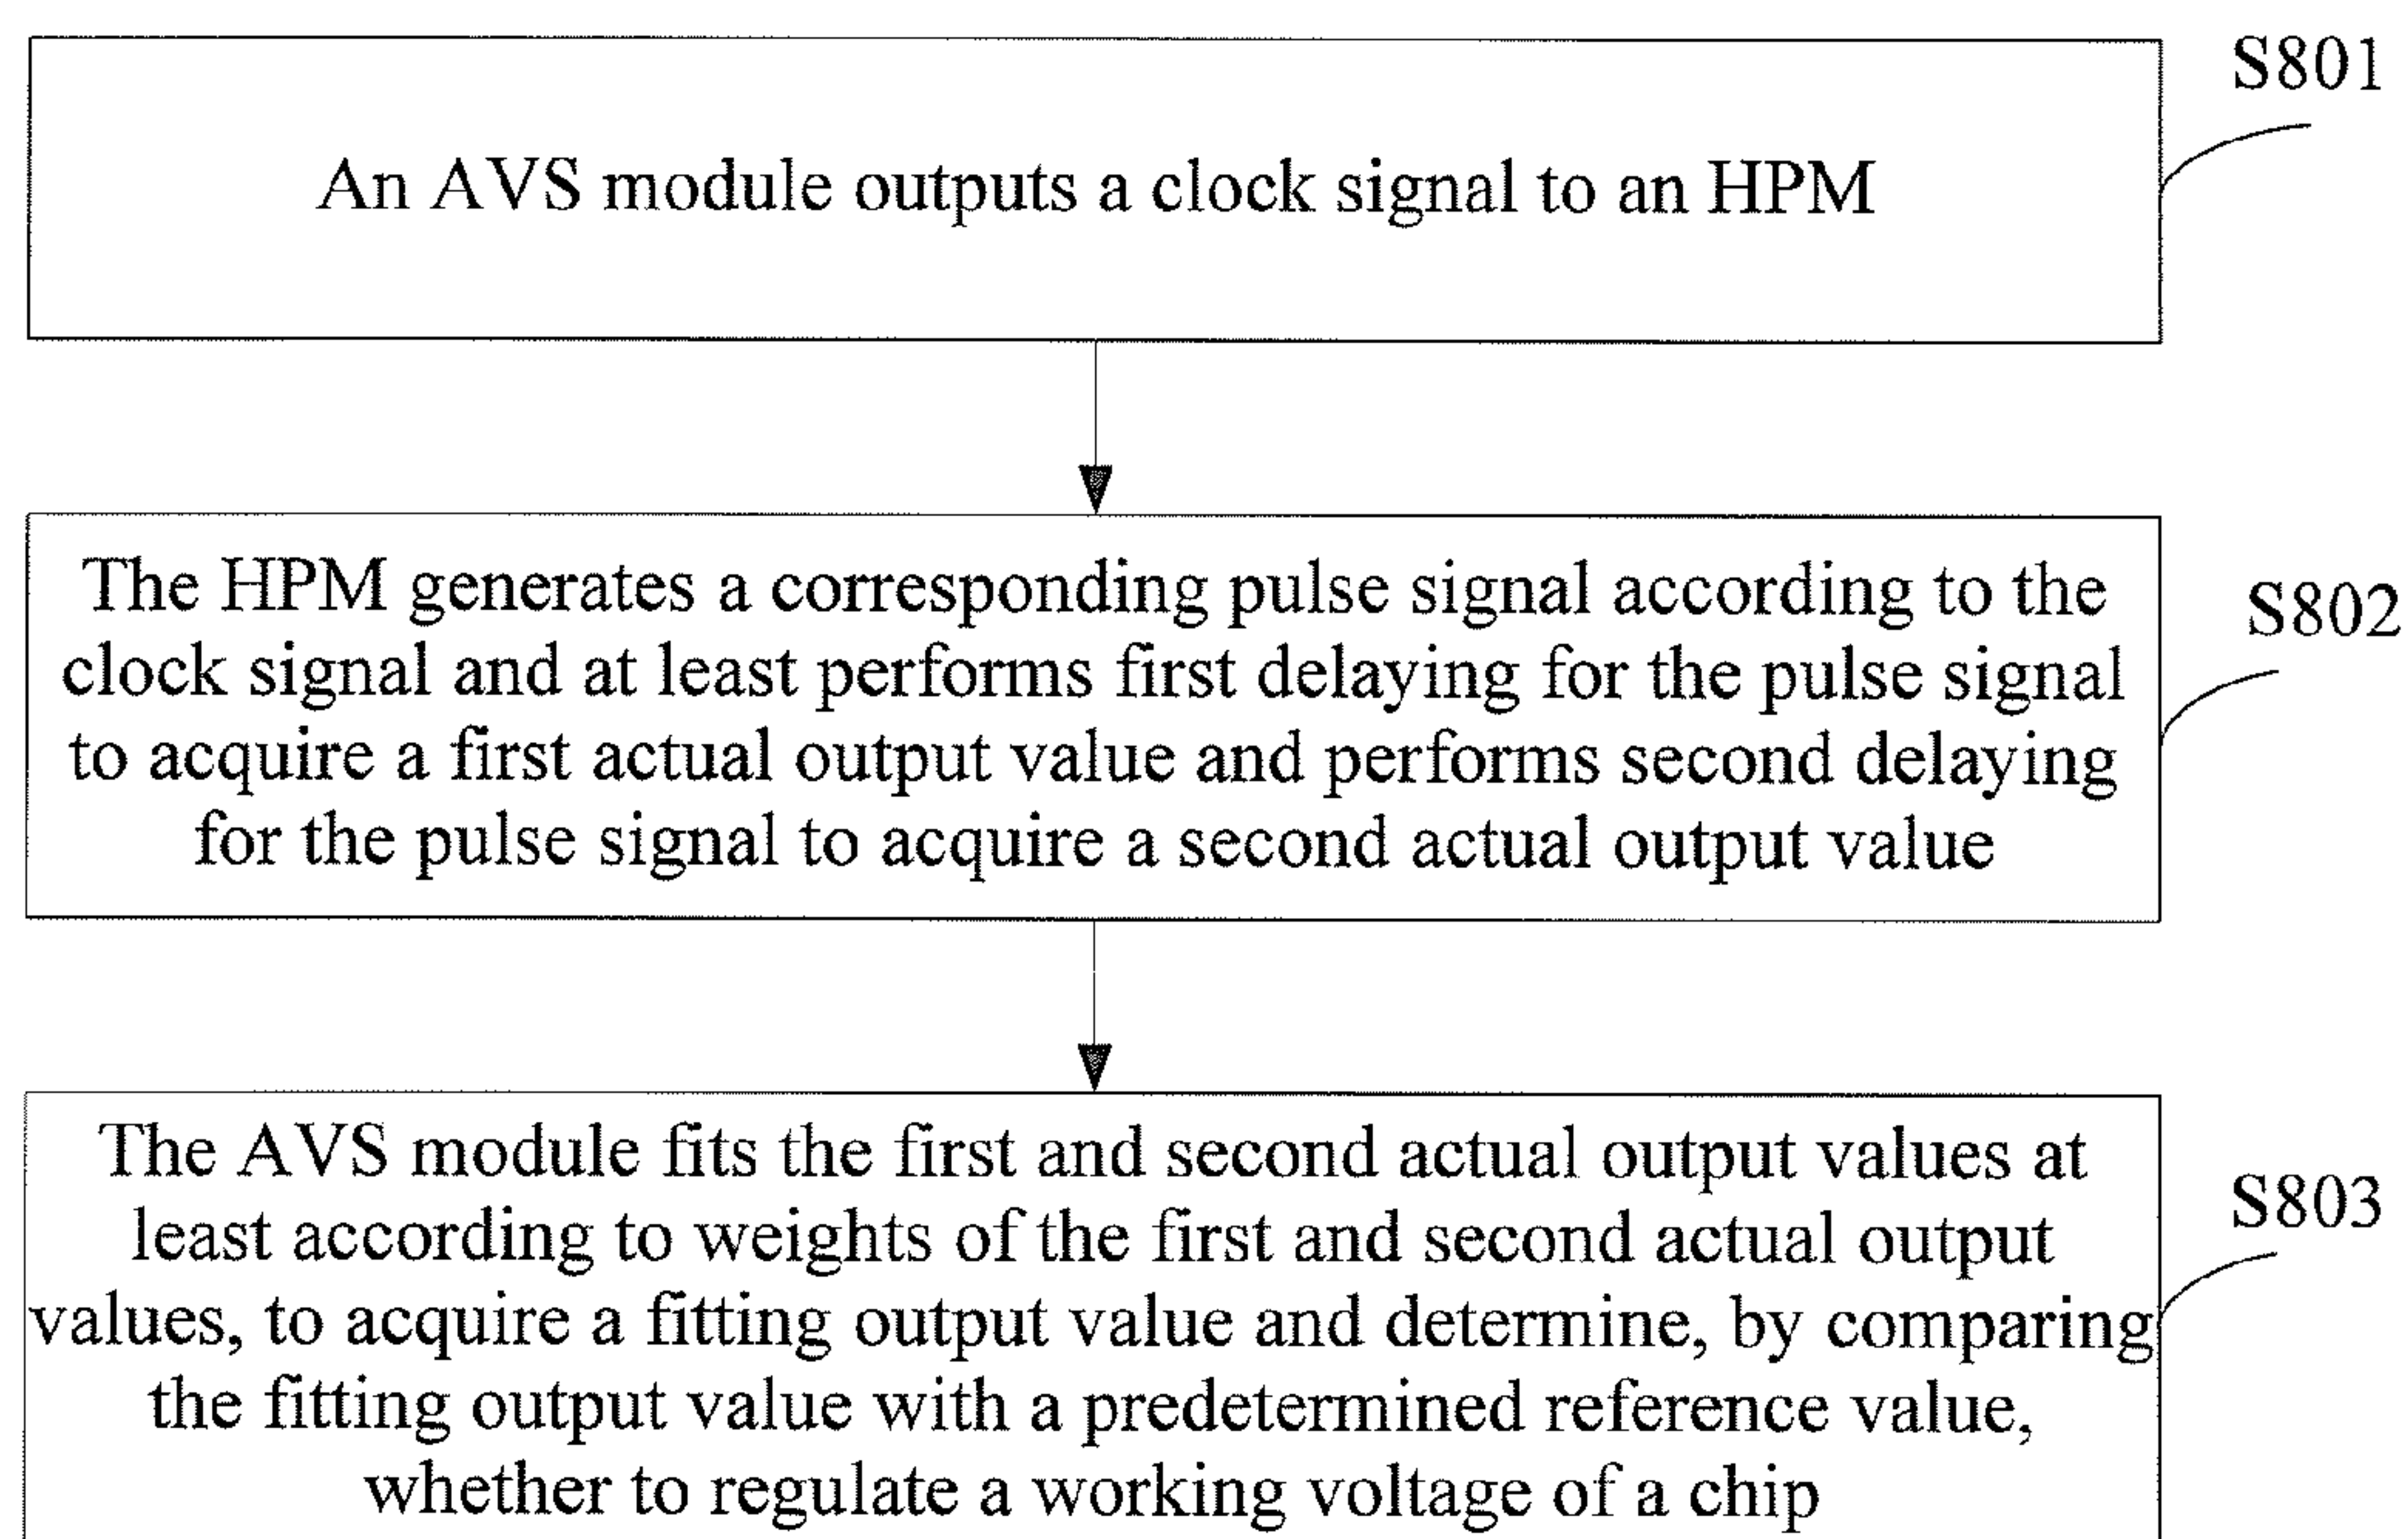 S801
An AVS module outputs a clock signal to an HPM
The HPM generates a corresponding pulse signal according to the
clock signal and at least performs first delaying for the pulse signal
to acquire a first actual output value and performs second delaying
for the pulse signal to acquire a second actual output value
S802
The AVS module fits the first and second actual output values at
least according to weights of the first and second actual output
values, to acquire a fitting output value and determine, by comparing
the fitting output value with a predetermined reference value,
whether to regulate a working voltage of a chip
S803